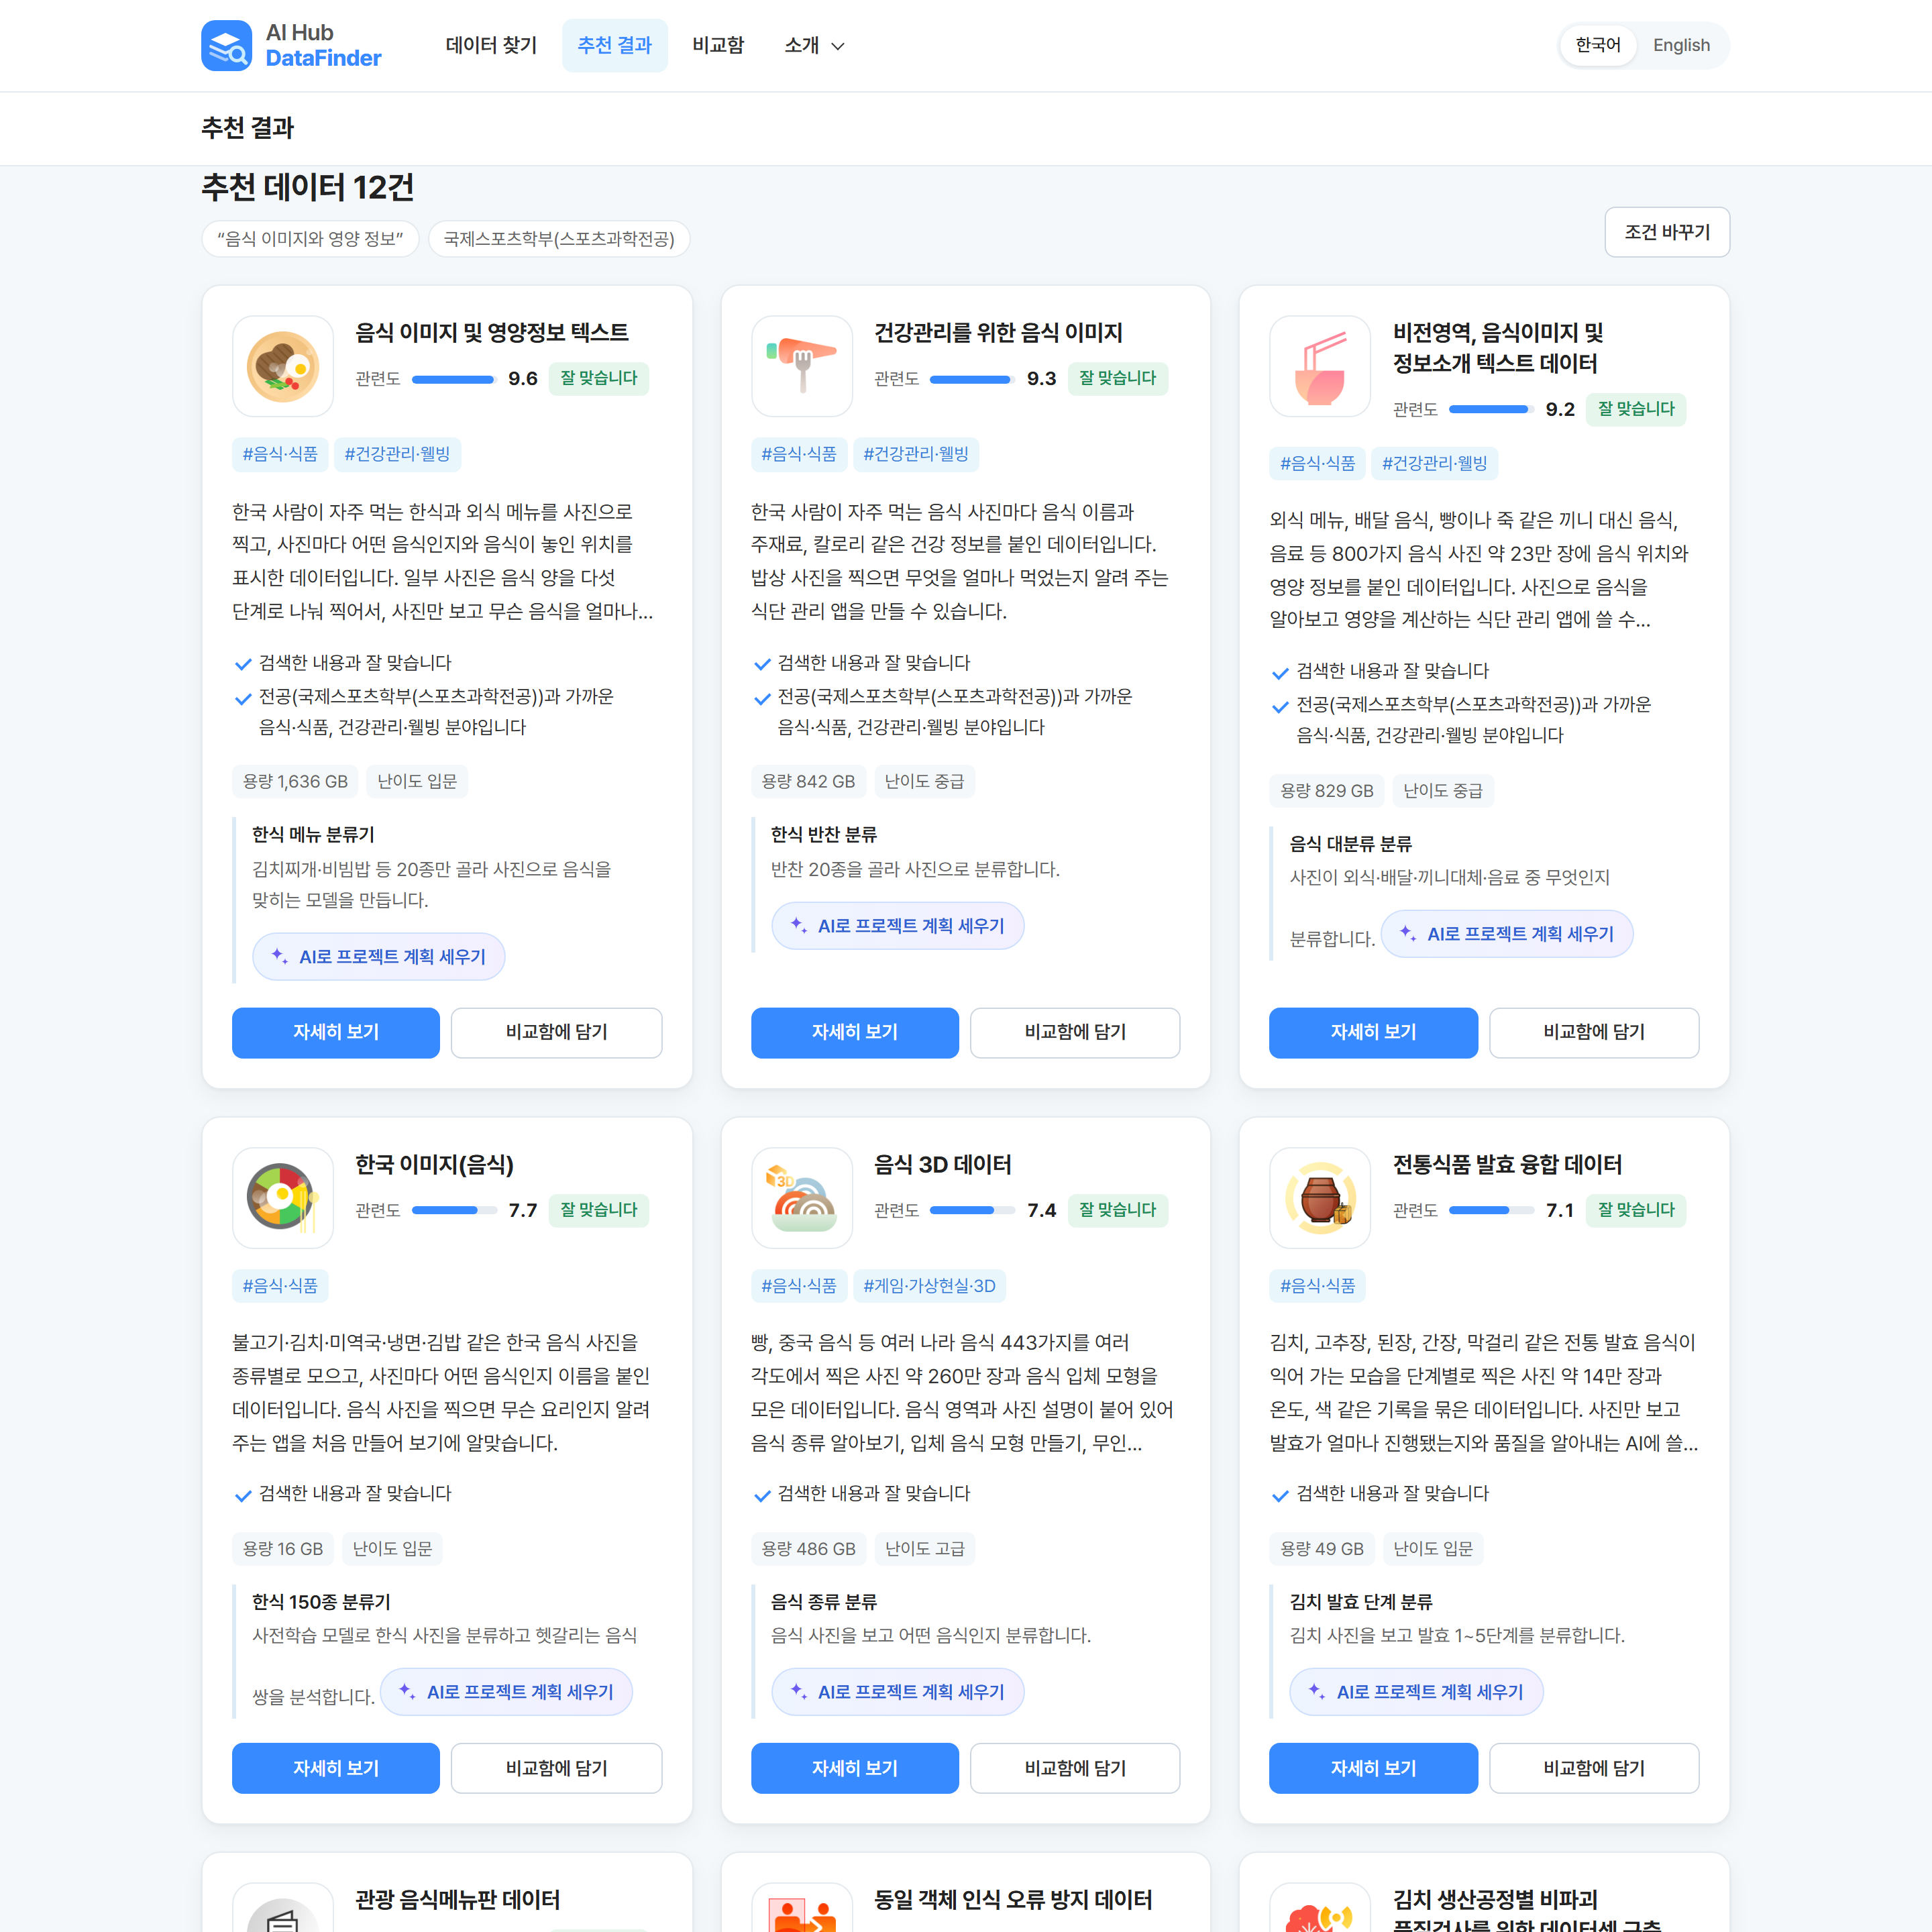 AI Hub
DataFinder
데이터 찾기
추천 결과
비교함
소개
한국어
English
추천 결과
추천 데이터 12건
“음식 이미지와 영양 정보”
국제스포츠학부(스포츠과학전공)
조건 바꾸기
음식 이미지 및 영양정보 텍스트
관련도 9.6 잘 맞습니다
#음식·식품 #건강관리·웰빙
한국 사람이 자주 먹는 한식과 외식 메뉴를 사진으로
찍고, 사진마다 어떤 음식인지와 음식이 놓인 위치를
표시한 데이터입니다. 일부 사진은 음식 양을 다섯
단계로 나눠 찍어서, 사진만 보고 무슨 음식을 얼마나...
검색한 내용과 잘 맞습니다
전공(국제스포츠학부(스포츠과학전공))과 가까운
음식·식품, 건강관리·웰빙 분야입니다
용량 1,636 GB 난이도 입문
한식 메뉴 분류기
김치찌개·비빔밥 등 20종만 골라 사진으로 음식을
맞히는 모델을 만듭니다.
AI로 프로젝트 계획 세우기
자세히 보기 비교함에 담기
건강관리를 위한 음식 이미지
관련도 9.3 잘 맞습니다
#음식·식품 #건강관리·웰빙
한국 사람이 자주 먹는 음식 사진마다 음식 이름과
주재료, 칼로리 같은 건강 정보를 붙인 데이터입니다.
밥상 사진을 찍으면 무엇을 얼마나 먹었는지 알려 주는
식단 관리 앱을 만들 수 있습니다.
검색한 내용과 잘 맞습니다
전공(국제스포츠학부(스포츠과학전공))과 가까운
음식·식품, 건강관리·웰빙 분야입니다
용량 842 GB 난이도 중급
한식 반찬 분류
반찬 20종을 골라 사진으로 분류합니다.
AI로 프로젝트 계획 세우기
자세히 보기 비교함에 담기
비전영역, 음식이미지 및
정보소개 텍스트 데이터
관련도 9.2 잘 맞습니다
#음식·식품 #건강관리·웰빙
외식 메뉴, 배달 음식, 빵이나 죽 같은 끼니 대신 음식,
음료 등 800가지 음식 사진 약 23만 장에 음식 위치와
영양 정보를 붙인 데이터입니다. 사진으로 음식을
알아보고 영양을 계산하는 식단 관리 앱에 쓸 수...
검색한 내용과 잘 맞습니다
전공(국제스포츠학부(스포츠과학전공))과 가까운
음식·식품, 건강관리·웰빙 분야입니다
용량 829 GB 난이도 중급
음식 대분류 분류
사진이 외식·배달·끼니대체·음료 중 무엇인지
분류합니다. AI로 프로젝트 계획 세우기
자세히 보기 비교함에 담기
한국 이미지(음식)
관련도 7.7 잘 맞습니다
#음식·식품
불고기·김치·미역국·냉면·김밥 같은 한국 음식 사진을
종류별로 모으고, 사진마다 어떤 음식인지 이름을 붙인
데이터입니다. 음식 사진을 찍으면 무슨 요리인지 알려
주는 앱을 처음 만들어 보기에 알맞습니다.
검색한 내용과 잘 맞습니다
용량 16 GB 난이도 입문
한식 150종 분류기
사전학습 모델로 한식 사진을 분류하고 헷갈리는 음식
쌍을 분석합니다. AI로 프로젝트 계획 세우기
자세히 보기 비교함에 담기
3D
음식 3D 데이터
관련도 7.4 잘 맞습니다
#음식·식품 #게임·가상현실·3D
빵, 중국 음식 등 여러 나라 음식 443가지를 여러
각도에서 찍은 사진 약 260만 장과 음식 입체 모형을
모은 데이터입니다. 음식 영역과 사진 설명이 붙어 있어
음식 종류 알아보기, 입체 음식 모형 만들기, 무인...
검색한 내용과 잘 맞습니다
용량 486 GB 난이도 고급
음식 종류 분류
음식 사진을 보고 어떤 음식인지 분류합니다.
AI로 프로젝트 계획 세우기
자세히 보기 비교함에 담기
전통식품 발효 융합 데이터
관련도 7.1 잘 맞습니다
#음식·식품
김치, 고추장, 된장, 간장, 막걸리 같은 전통 발효 음식이
익어 가는 모습을 단계별로 찍은 사진 약 14만 장과
온도, 색 같은 기록을 묶은 데이터입니다. 사진만 보고
발효가 얼마나 진행됐는지와 품질을 알아내는 AI에 쓰...
검색한 내용과 잘 맞습니다
용량 49 GB 난이도 입문
김치 발효 단계 분류
김치 사진을 보고 발효 1~5단계를 분류합니다.
AI로 프로젝트 계획 세우기
자세히 보기 비교함에 담기
관광 음식메뉴판 데이터
동일 객체 인식 오류 방지 데이터
김치 생산공정별 비파괴
품질검사를 위한 데이터셋 구축